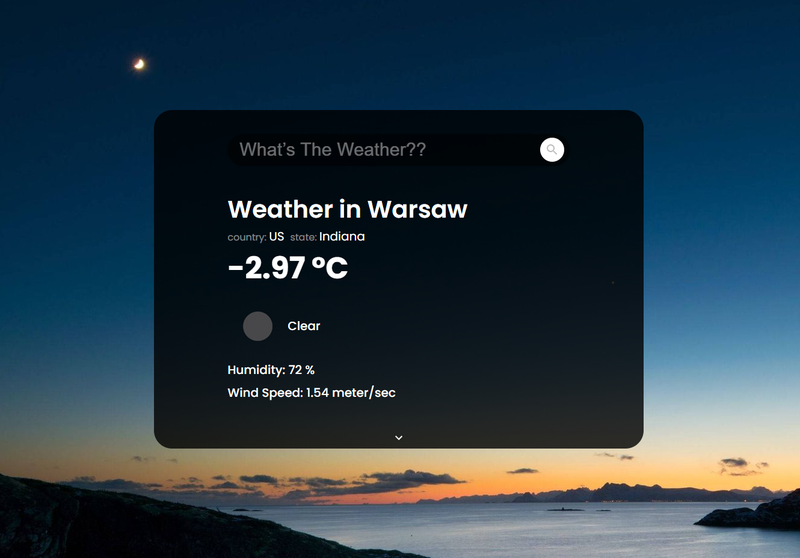 What's The Weather??
Weather in Warsaw
country: US state: Indiana
-2.97 °C
Clear
Humidity: 72 %
Wind Speed: 1.54 meter/sec